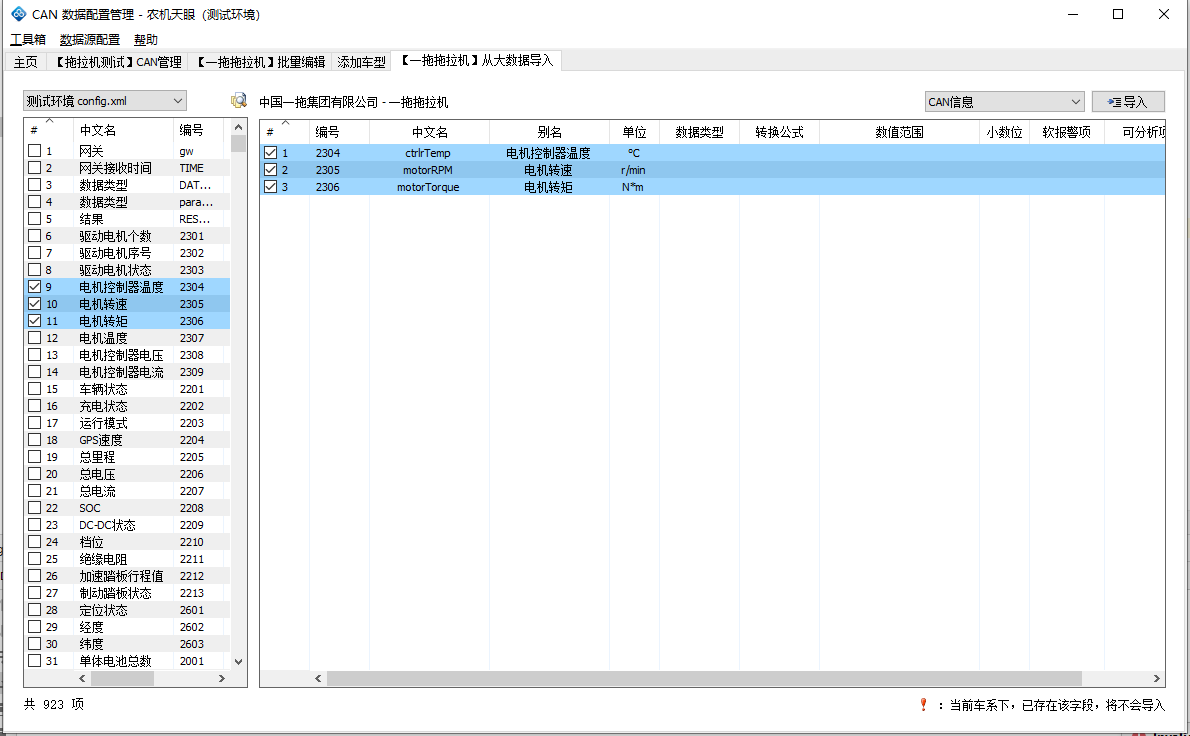 CAN 数据配置管理 - 农机天眼 (测试环境)
工具箱 数据源配置 帮助
主页 【拖拉机测试】CAN管理 【一拖拖拉机】批量编辑 添加车型 【一拖拖拉机】从大数据导入
测试环境 config.xml 中国一拖集团有限公司 - 一拖拖拉机 CAN信息 导入
# 中文名 编号
1 网关 gw
2 网关接收时间 TIME
3 数据类型 DAT...
4 数据类型 para...
5 结果 RES...
6 驱动电机个数 2301
7 驱动电机序号 2302
8 驱动电机状态 2303
9 电机控制器温度 2304
10 电机转速 2305
11 电机转矩 2306
12 电机温度 2307
13 电机控制器电压 2308
14 电机控制器电流 2309
15 车辆状态 2201
16 充电状态 2202
17 运行模式 2203
18 GPS速度 2204
19 总里程 2205
20 总电压 2206
21 总电流 2207
22 SOC 2208
23 DC-DC状态 2209
24 档位 2210
25 绝缘电阻 2211
26 加速踏板行程值 2212
27 制动踏板状态 2213
28 定位状态 2601
29 经度 2602
30 纬度 2603
31 单体电池总数 2001
# 编号 中文名 别名 单位 数据类型 转换公式 数值范围 小数位 软报警项 可分析项
1 2304 ctrlrTemp 电机控制器温度 ℃
2 2305 motorRPM 电机转速 r/min
3 2306 motorTorque 电机转矩 N*m
共 923 项
：当前车系下，已存在该字段，将不会导入